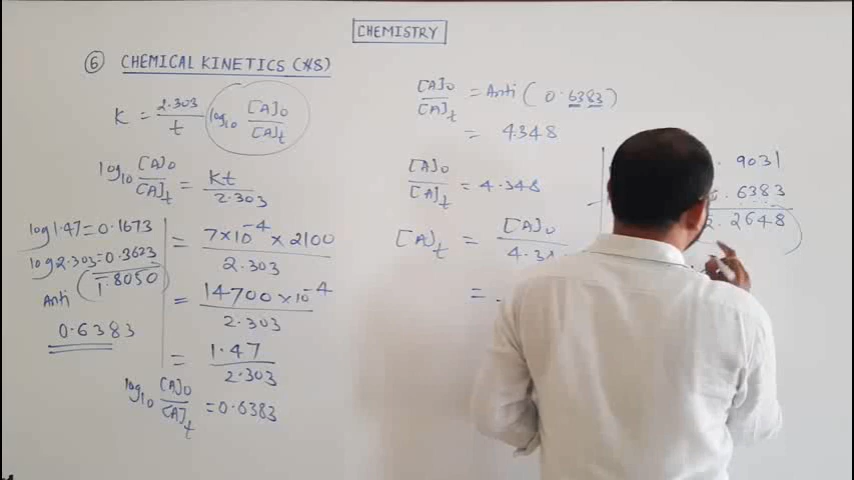 CHEMISTRY
⑥ CHEMICAL KINETICS (HS)
K = 2.303/t log10 [A]0/[A]t
log10 [A]0/[A]t = Kt/2.303
log 1.47 = 0.1673
log 2.303 = 0.3623
1̅.8050
Anti
0.6383
= 7×10⁻⁴ × 2100/2.303
= 14700 × 10⁻⁴/2.303
= 1.47/2.303
log10 [A]0/[A]t = 0.6383
[A]0/[A]t = Anti (0.6383)
= 4.348
[A]0/[A]t = 4.348
[A]t = [A]0/4.34
= .
. 9031
. 6383
. 2648